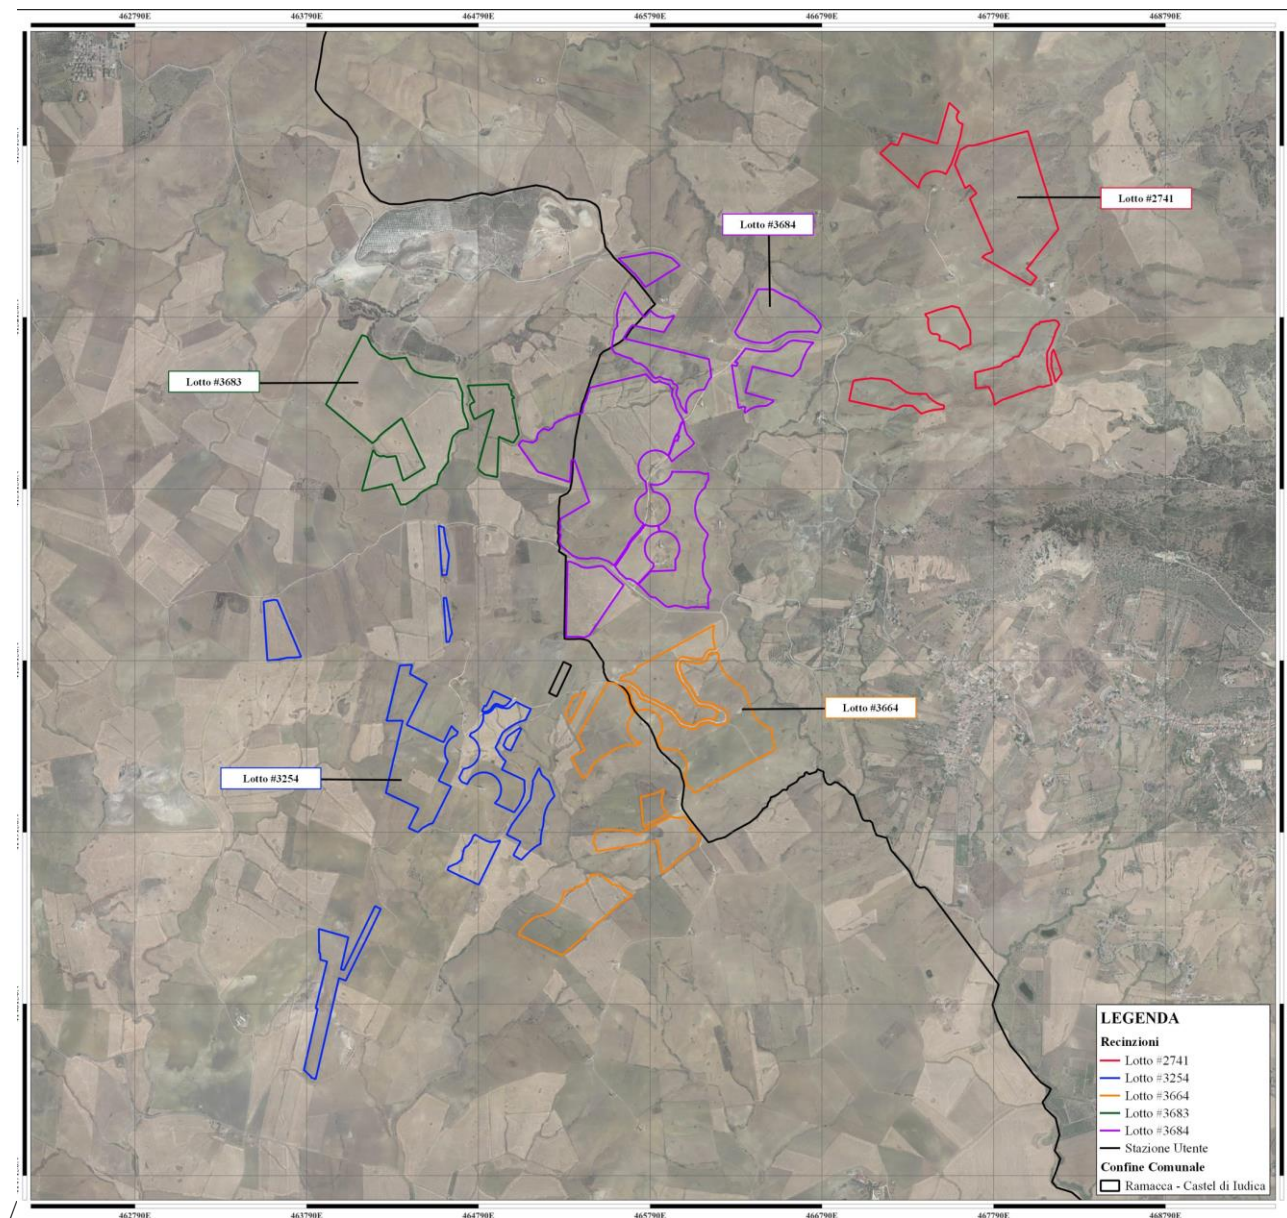 462790E 463790E 464790E 465790E 466790E 467790E 468790E
Lotto #2741
Lotto #3684
Lotto #3683
Lotto #3664
Lotto #3254
LEGENDA
Recinzioni
Lotto #2741
Lotto #3254
Lotto #3664
Lotto #3683
Lotto #3684
Stazione Utente
Confine Comunale
Ramacca - Castel di Iudica
462790E 463790E 464790E 465790E 466790E 467790E 468790E